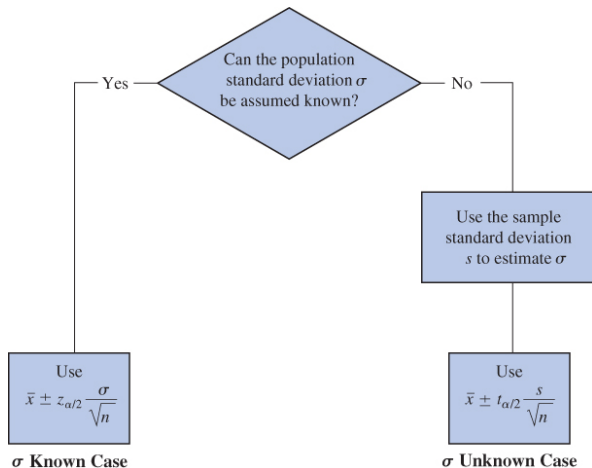 Can the population
standard deviation σ
be assumed known?
Yes
No
Use the sample
standard deviation
s to estimate σ
Use
x̄ ± z_{α/2} σ/√n
σ Known Case
Use
x̄ ± t_{α/2} s/√n
σ Unknown Case